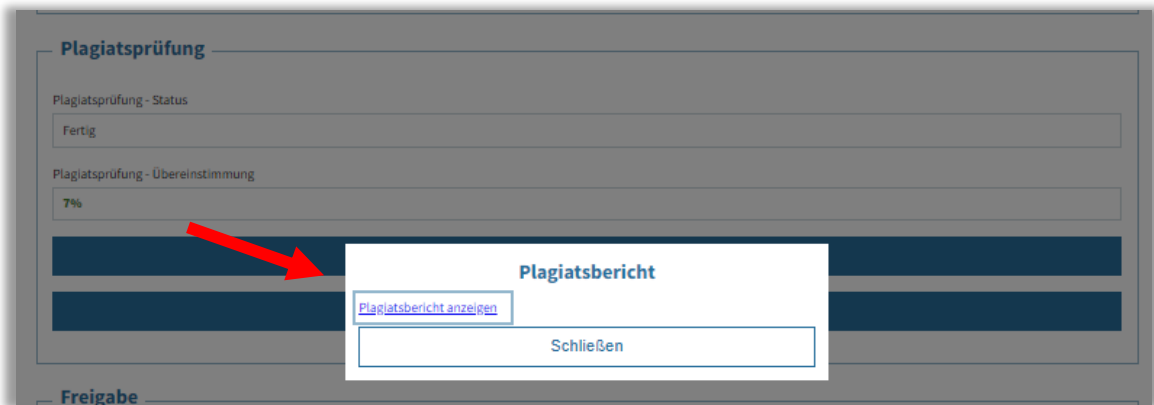 Plagiatsprüfung
Plagiatsprüfung - Status
Fertig
Plagiatsprüfung - Übereinstimmung
7%
Plagiatsbericht
Plagiatsbericht anzeigen
Schließen
Freigabe